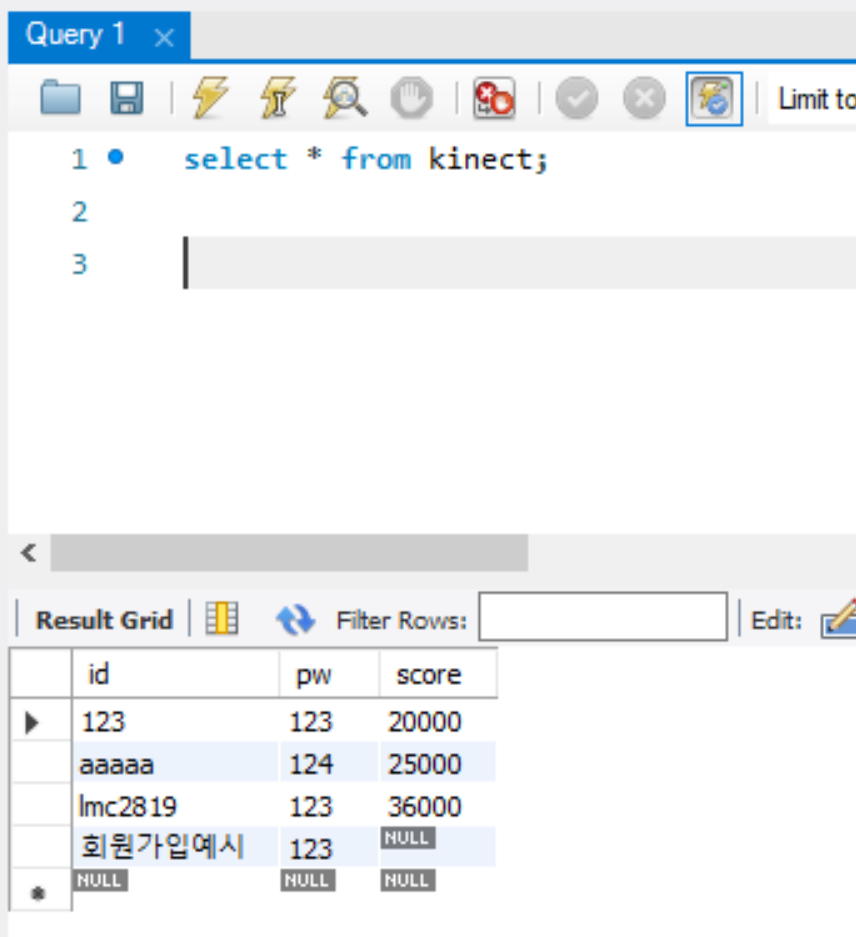 Query 1
Limit to
1 select * from kinect;
2
3
Result Grid Filter Rows: Edit:
id pw score
123 123 20000
aaaaa 124 25000
lmc2819 123 36000
회원가입예시 123 NULL
NULL NULL NULL